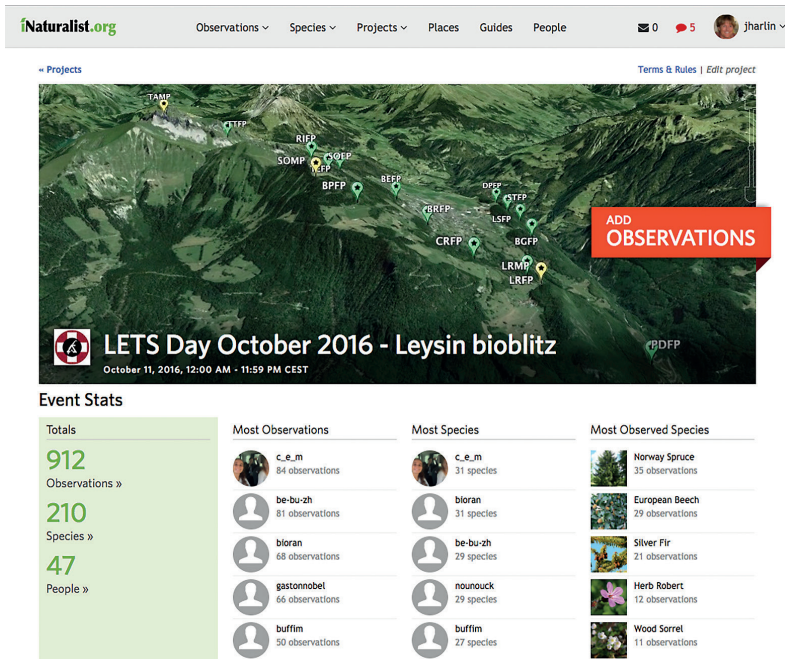 iNaturalist.org
Observations Species Projects Places Guides People
0 5 jharlin
« Projects
Terms & Rules | Edit project
TAMP
TTFP
RIFP
SOMP SOFP
BPFP
BEFP
BRFP
CRFP
DPFP
STFP
LSFP
BGFP
LRMP
LRFP
PDFP
ADD
OBSERVATIONS
LETS Day October 2016 - Leysin bioblitz
October 11, 2016, 12:00 AM - 11:59 PM CEST
Event Stats
Totals
912
Observations »
210
Species »
47
People »
Most Observations
c_e_m
84 observations
be-bu-zh
81 observations
bioran
68 observations
gastonnobel
66 observations
buffim
50 observations
Most Species
c_e_m
31 species
bioran
31 species
be-bu-zh
29 species
nounouck
29 species
buffim
27 species
Most Observed Species
Norway Spruce
35 observations
European Beech
29 observations
Silver Fir
21 observations
Herb Robert
12 observations
Wood Sorrel
11 observations